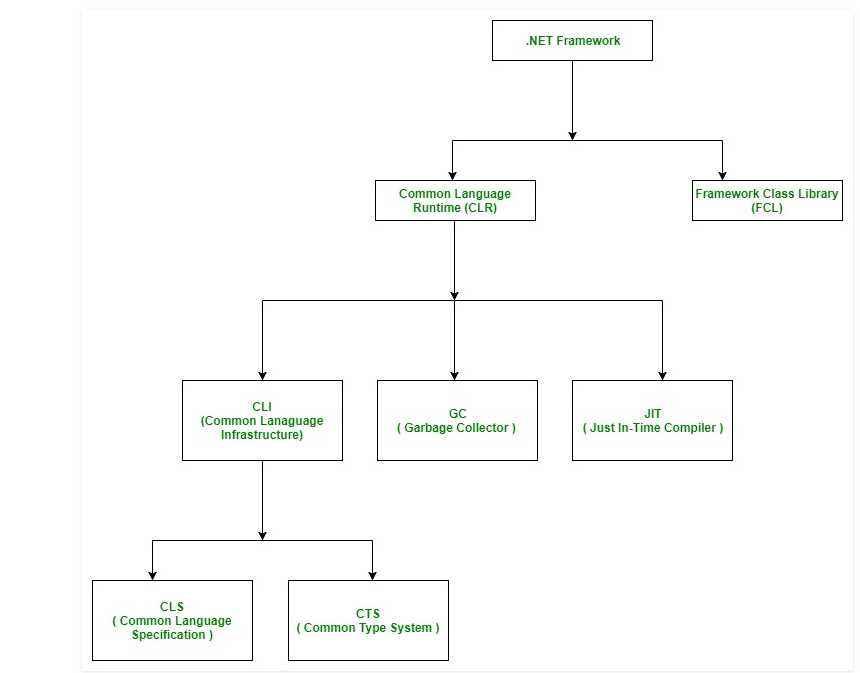 .NET Framework
Common Language
Runtime (CLR)
Framework Class Library
(FCL)
CLI
(Common Lanaguage
Infrastructure)
GC
( Garbage Collector )
JIT
( Just In-Time Compiler )
CLS
( Common Language
Specification )
CTS
( Common Type System )